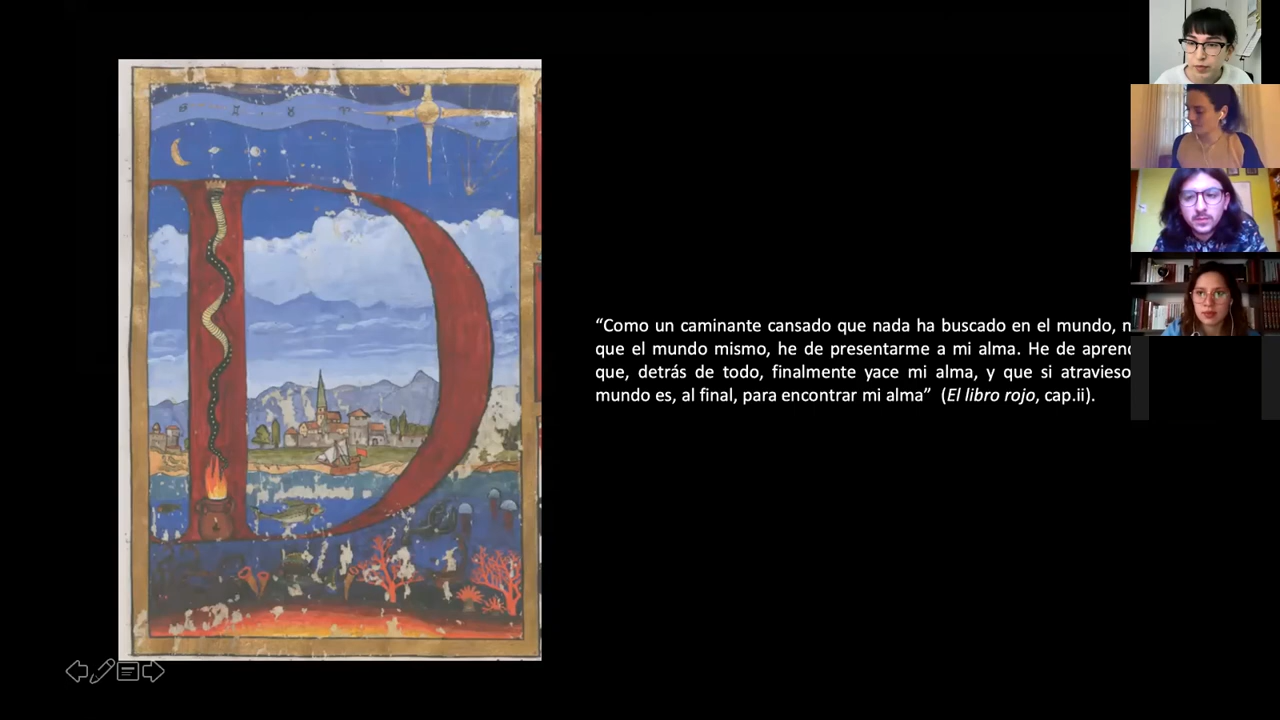 “Como un caminante cansado que nada ha buscado en el mundo,
que el mundo mismo, he de presentarme a mi alma. He de
que, detrás de todo, finalmente yace mi alma, y que si atravieso
mundo es, al final, para encontrar mi alma” (El libro rojo, cap.ii).